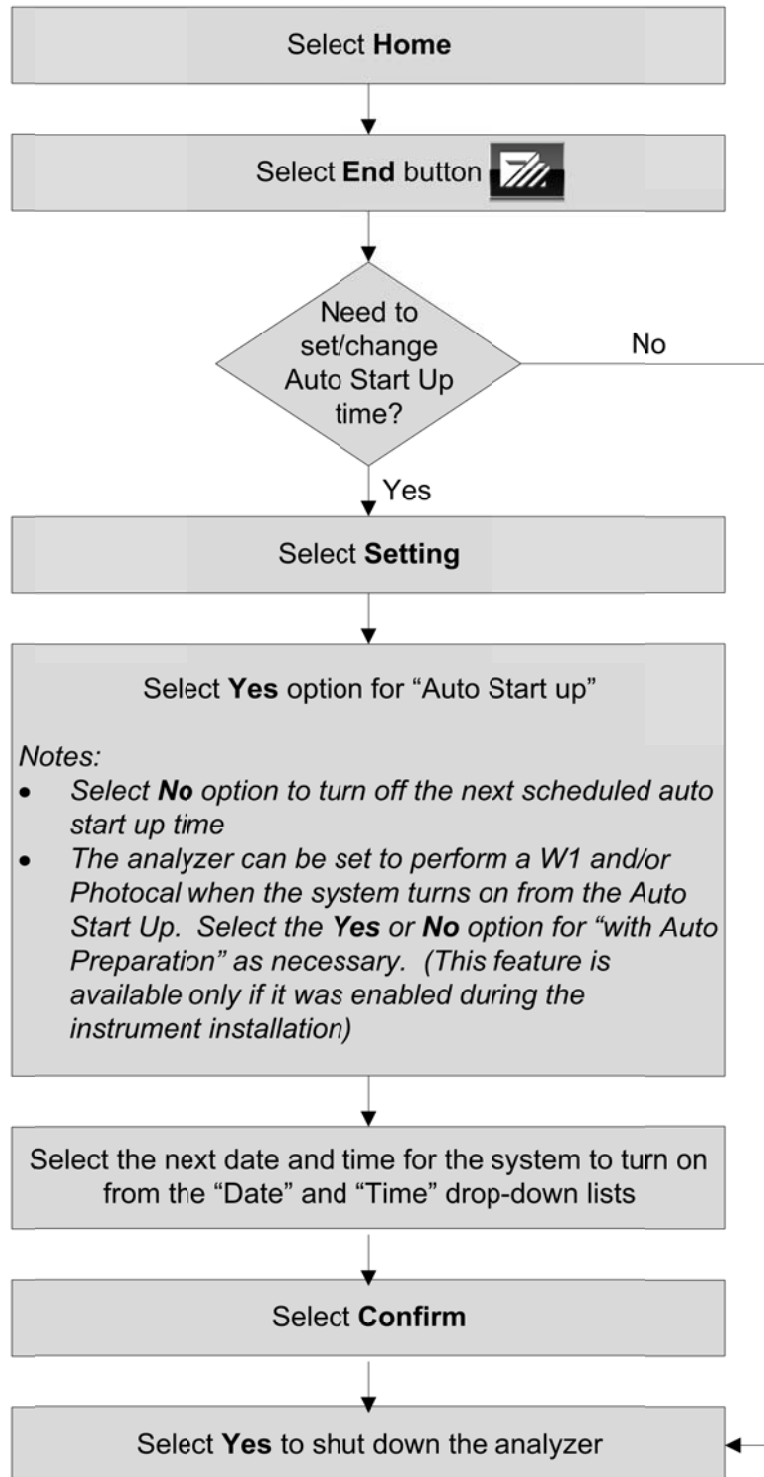 Select Home
Select End button
Need to
set/change
Auto Start Up
time?
No
Yes
Select Setting
Select Yes option for “Auto Start up”
Notes:
• Select No option to turn off the next scheduled auto
start up time
• The analyzer can be set to perform a W1 and/or
Photocal when the system turns on from the Auto
Start Up.  Select the Yes or No option for “with Auto
Preparation” as necessary.  (This feature is
available only if it was enabled during the
instrument installation)
Select the next date and time for the system to turn on
from the “Date” and “Time” drop-down lists
Select Confirm
Select Yes to shut down the analyzer